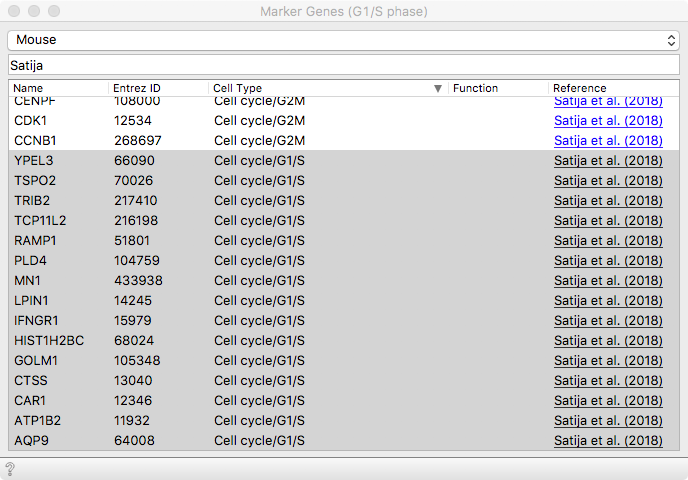 Marker Genes (G1/S phase)
Mouse
Satija
Name Entrez ID Cell Type Function Reference
CENPF 108000 Cell cycle/G2M Satija et al. (2018)
CDK1 12534 Cell cycle/G2M Satija et al. (2018)
CCNB1 268697 Cell cycle/G2M Satija et al. (2018)
YPEL3 66090 Cell cycle/G1/S Satija et al. (2018)
TSPO2 70026 Cell cycle/G1/S Satija et al. (2018)
TRIB2 217410 Cell cycle/G1/S Satija et al. (2018)
TCP11L2 216198 Cell cycle/G1/S Satija et al. (2018)
RAMP1 51801 Cell cycle/G1/S Satija et al. (2018)
PLD4 104759 Cell cycle/G1/S Satija et al. (2018)
MN1 433938 Cell cycle/G1/S Satija et al. (2018)
LPIN1 14245 Cell cycle/G1/S Satija et al. (2018)
IFNGR1 15979 Cell cycle/G1/S Satija et al. (2018)
HIST1H2BC 68024 Cell cycle/G1/S Satija et al. (2018)
GOLM1 105348 Cell cycle/G1/S Satija et al. (2018)
CTSS 13040 Cell cycle/G1/S Satija et al. (2018)
CAR1 12346 Cell cycle/G1/S Satija et al. (2018)
ATP1B2 11932 Cell cycle/G1/S Satija et al. (2018)
AQP9 64008 Cell cycle/G1/S Satija et al. (2018)
?